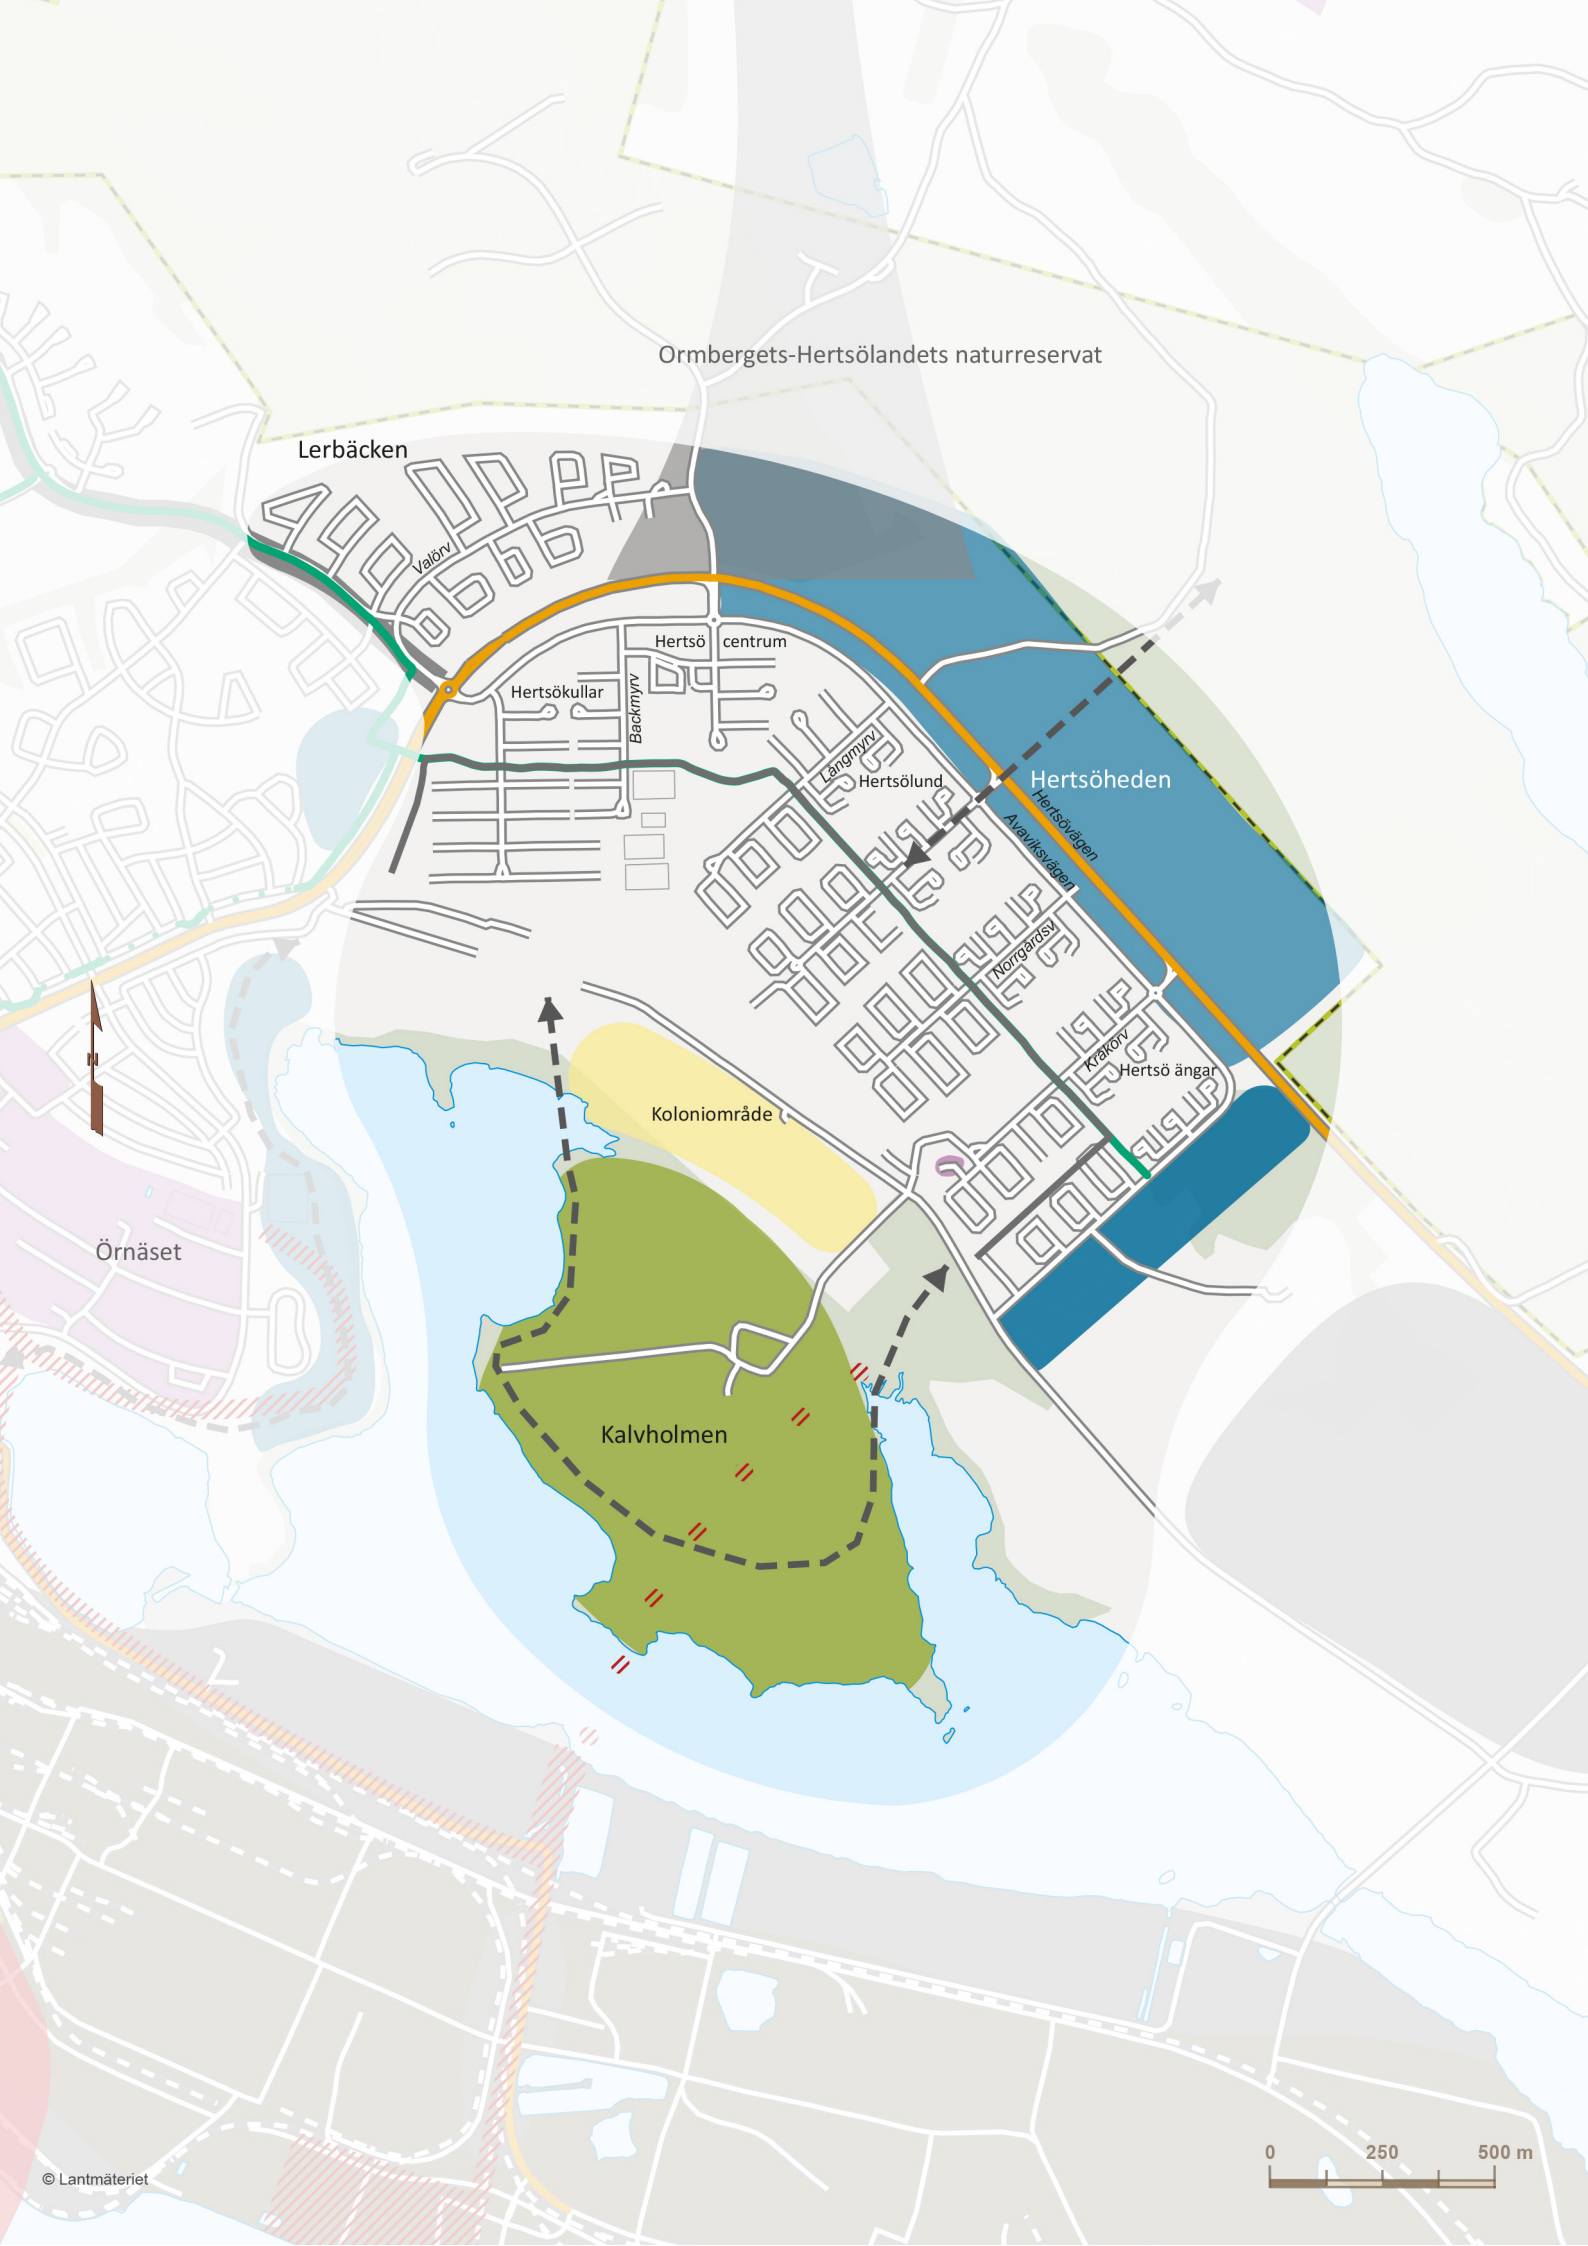 Ormbergets-Hertsölandets naturreservat
Lerbäcken
Valörv
Hertsö centrum
Hertsökullar
Backmyrv
Långmyrv
Hertsölund
Hertsöheden
Hertsövägen
Avaviksvägen
Norrgårdsv
Kråkörv
Hertsö ängar
N
Koloniområde
Örnäset
Kalvholmen
0 250 500 m
© Lantmäteriet